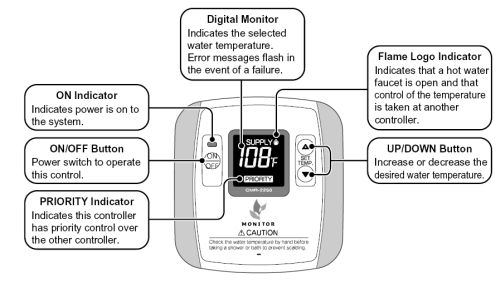 Digital Monitor
Indicates the selected
water temperature.
Error messages flash in
the event of a failure.
Flame Logo Indicator
Indicates that a hot water
faucet is open and that
control of the temperature
is taken at another
controller.
ON Indicator
Indicates power is on to
the system.
ON/OFF Button
Power switch to operate
this control.
PRIORITY Indicator
Indicates this controller
has priority control over
the other controller.
UP/DOWN Button
Increase or decrease the
desired water temperature.
SUPPLY
108°F
PRIORITY
ON
OFF
SET
TEMP.
CMR-2250
MONITOR
⚠CAUTION
Check the water temperature by hand before
taking a shower or bath to prevent scalding.